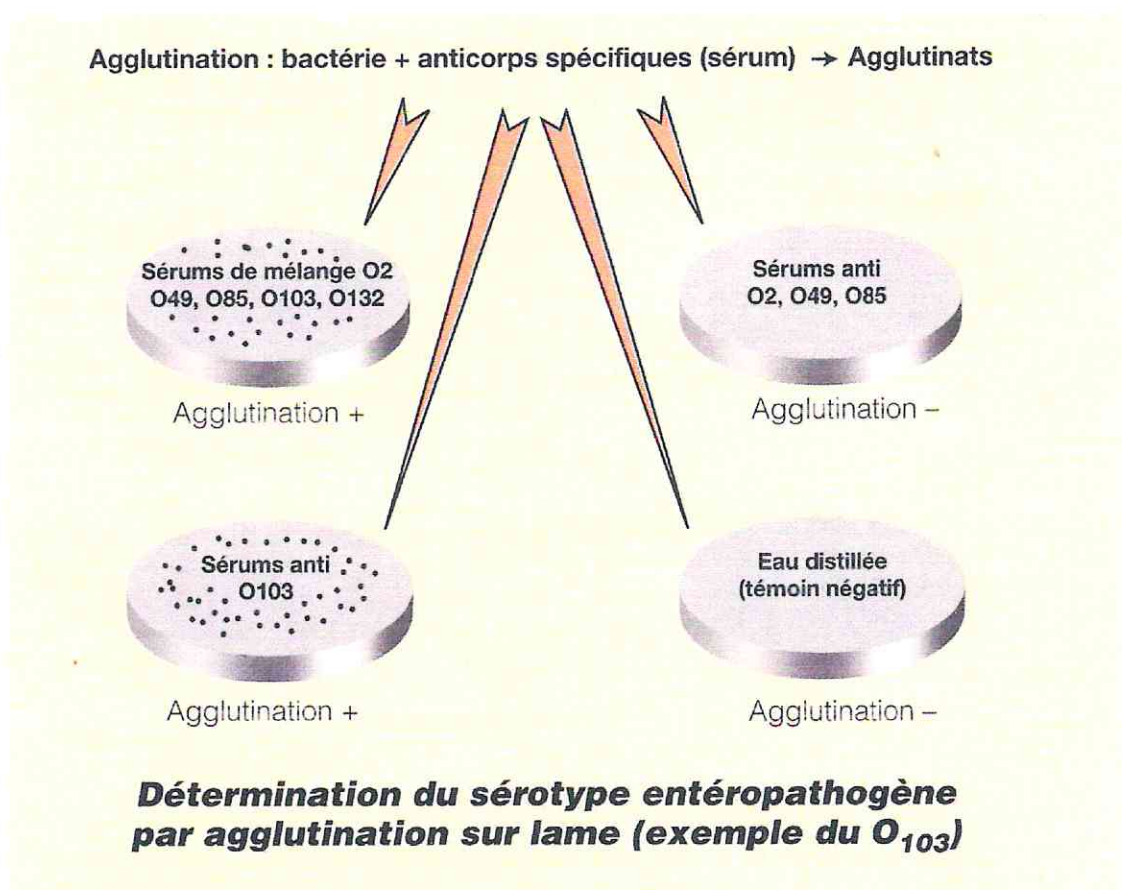 Agglutination : bactérie + anticorps spécifiques (sérum) → Agglutinats
Sérums de mélange O2
O49, O85, O103, O132
Agglutination +
Sérums anti
O2, O49, O85
Agglutination –
Sérums anti
O103
Agglutination +
Eau distillée
(témoin négatif)
Agglutination –
Détermination du sérotype entéropathogène
par agglutination sur lame (exemple du O₁₀₃)